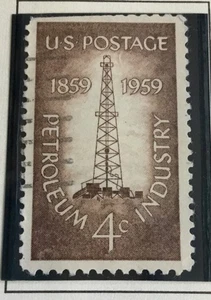 U.S. POSTAGE
1859 1959
PETROLEUM INDUSTRY
4¢